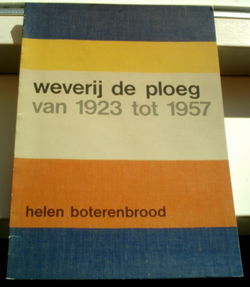 weverij de ploeg
van 1923 tot 1957
helen boterenbrood